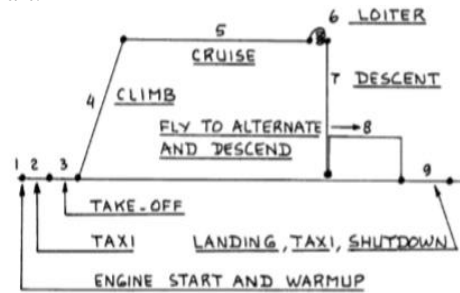 6 LOITER
5
CRUISE
7 DESCENT
4 CLIMB
FLY TO ALTERNATE → 8
AND DESCEND
1 2 3
9
TAKE-OFF
TAXI
LANDING, TAXI, SHUTDOWN
ENGINE START AND WARMUP